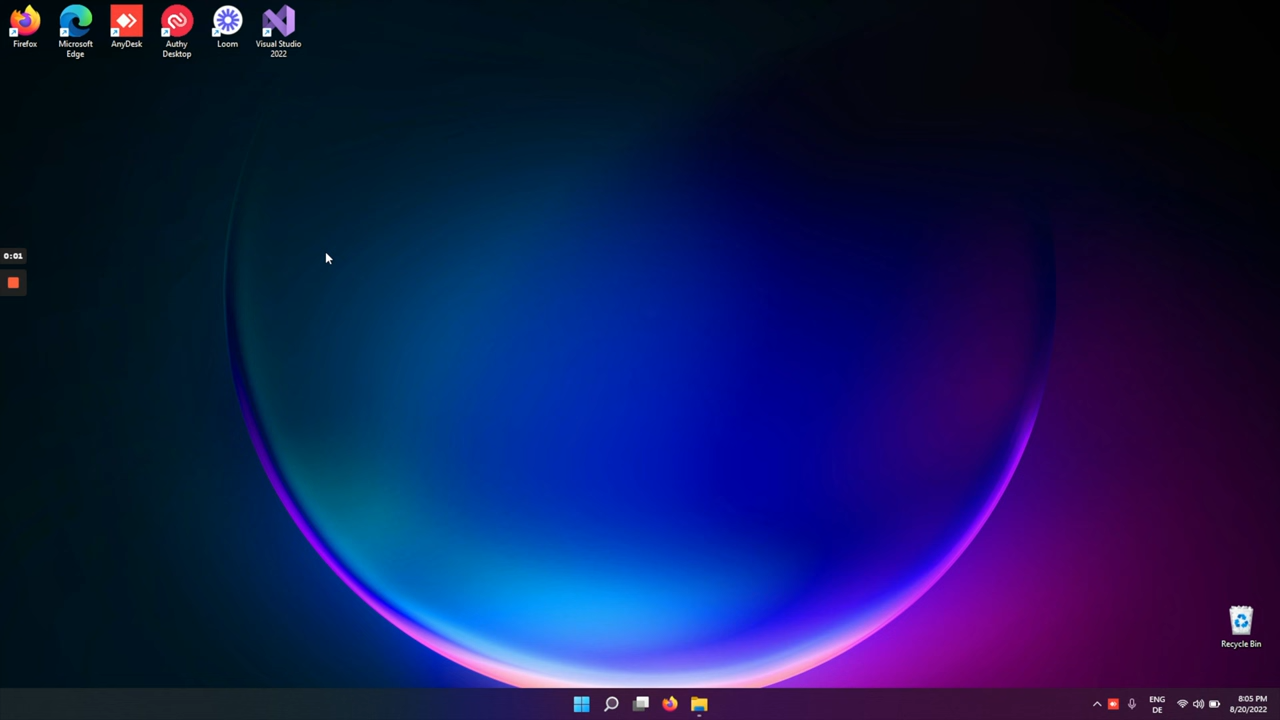 Firefox
Microsoft
Edge
AnyDesk
Authy
Desktop
Loom
Visual Studio
2022
0:01
Recycle Bin
ENG
DE
8:05 PM
8/20/2022